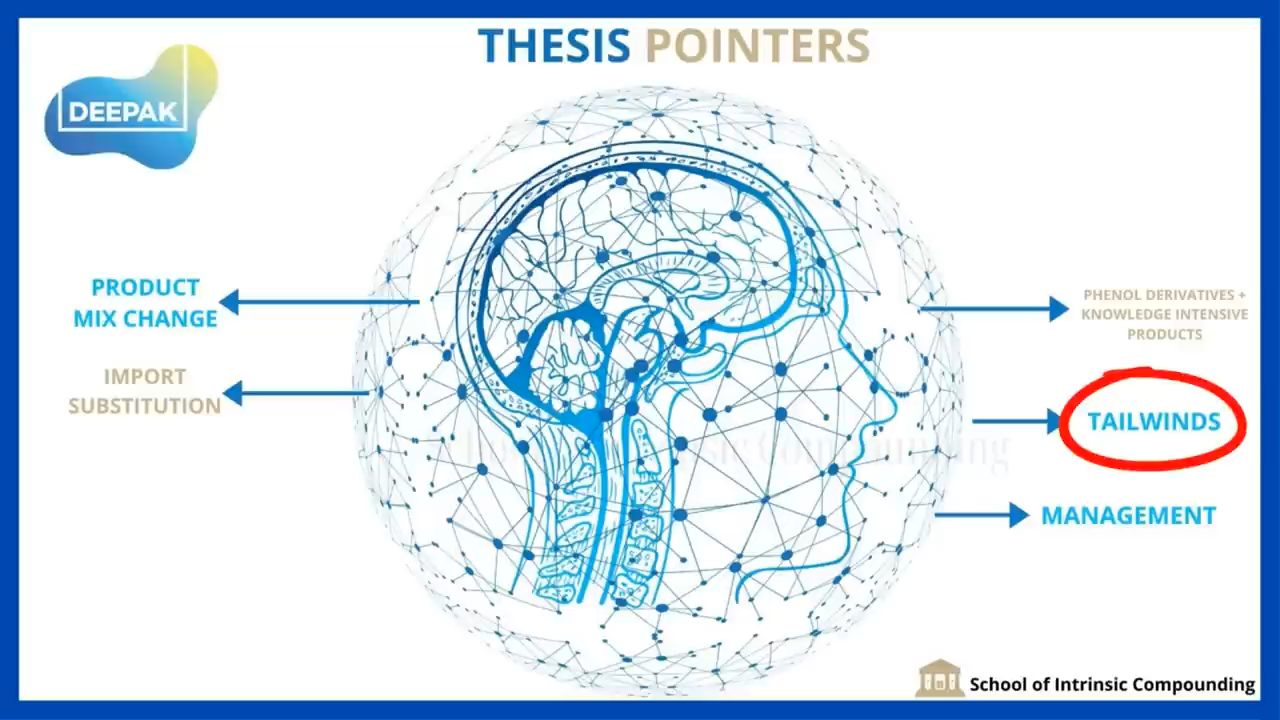 THESIS POINTERS
DEEPAK
PRODUCT
MIX CHANGE
IMPORT
SUBSTITUTION
PHENOL DERIVATIVES +
KNOWLEDGE INTENSIVE
PRODUCTS
TAILWINDS
MANAGEMENT
School of Intrinsic Compounding